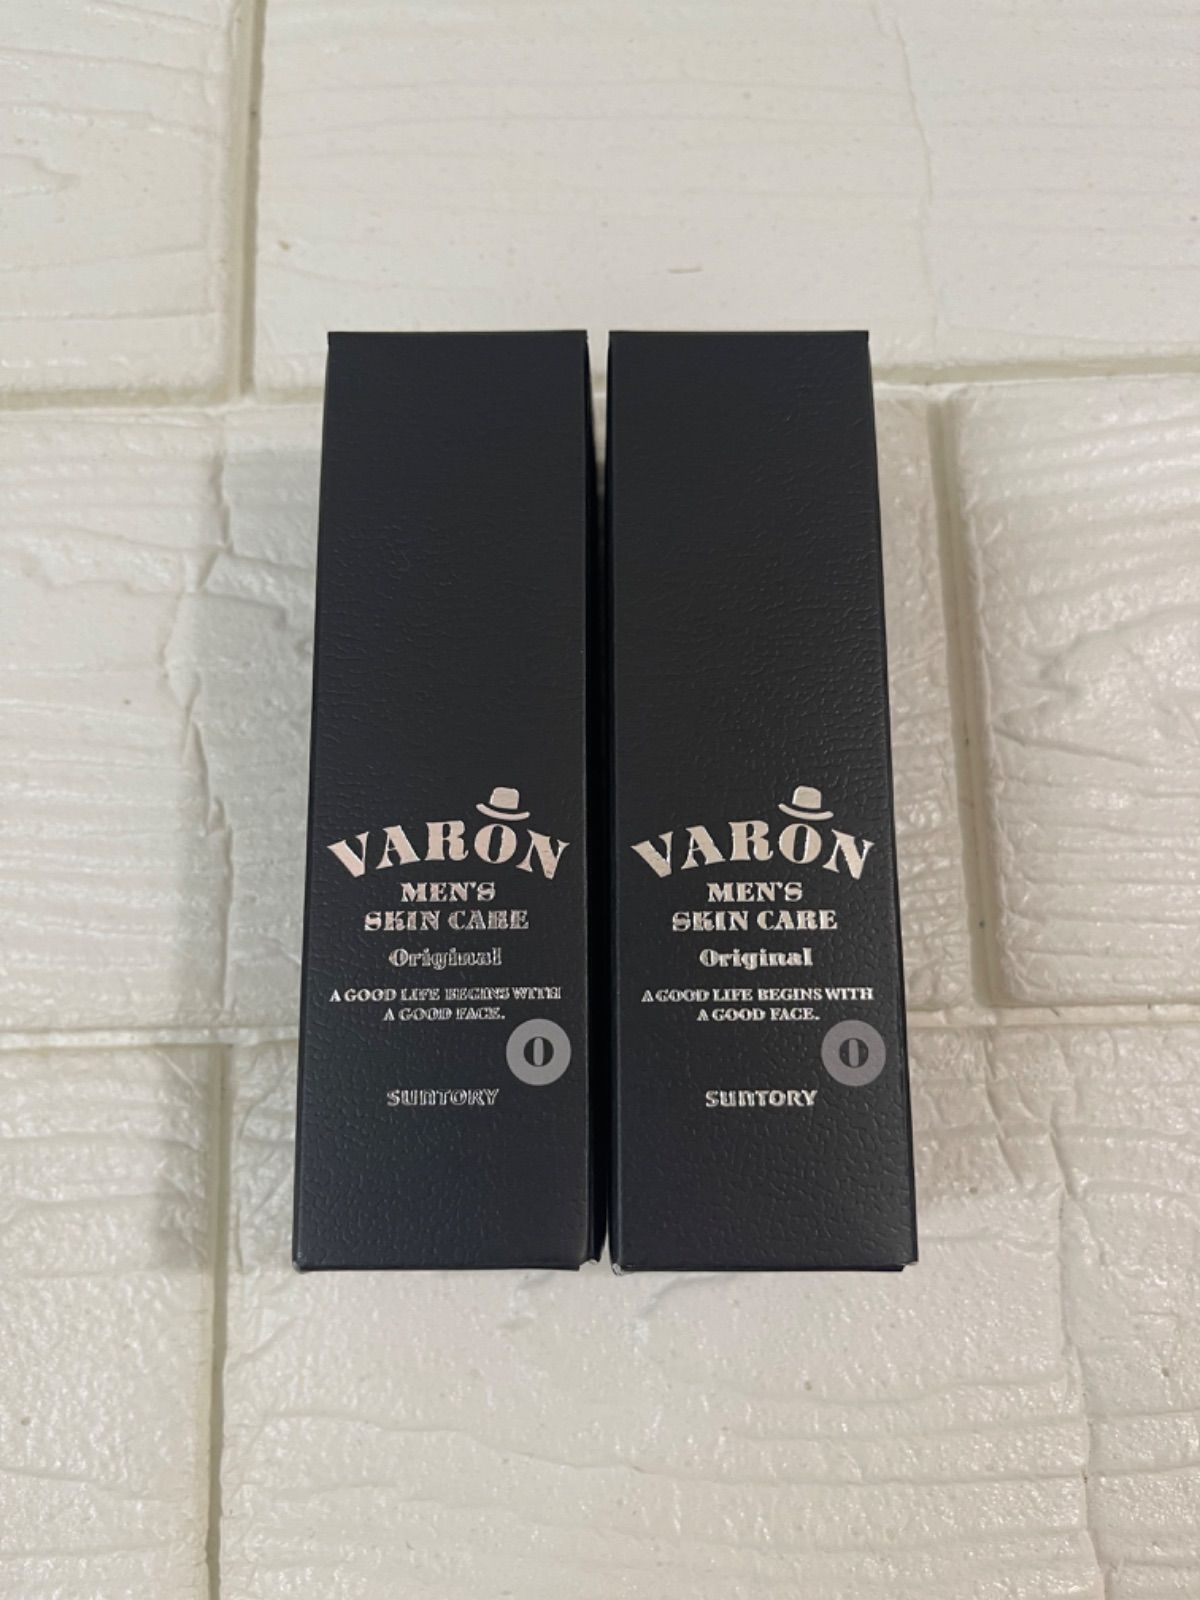 VARON
MEN'S
SKIN CARE
Original
A GOOD LIFE BEGINS WITH
A GOOD FACE.
O
SUNTORY
VARON
MEN'S
SKIN CARE
Original
A GOOD LIFE BEGINS WITH
A GOOD FACE.
O
SUNTORY